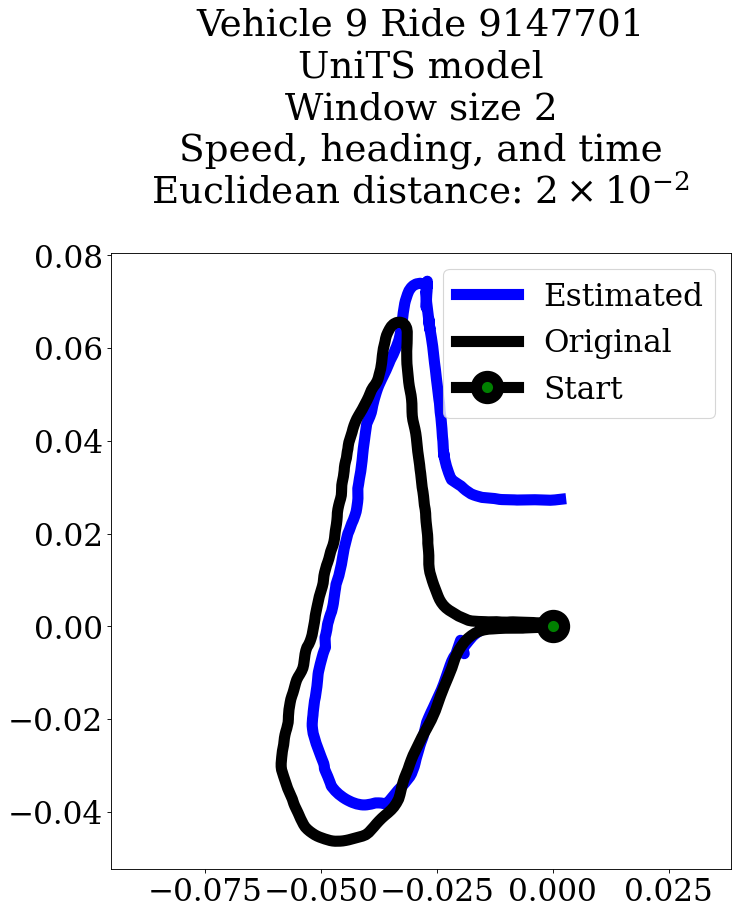 Vehicle 9 Ride 9147701
UniTS model
Window size 2
Speed, heading, and time
Euclidean distance: 2 × 10⁻²
0.08
0.06
0.04
0.02
0.00
−0.02
−0.04
Estimated
Original
Start
−0.075 −0.050 −0.025 0.000 0.025